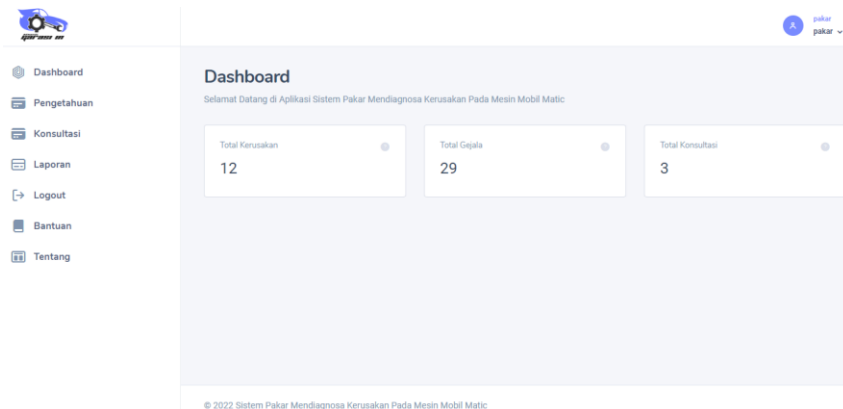 garasi in
pakar
pakar
Dashboard
Pengetahuan
Konsultasi
Laporan
Logout
Bantuan
Tentang
Dashboard
Selamat Datang di Aplikasi Sistem Pakar Mendiagnosa Kerusakan Pada Mesin Mobil Matic
Total Kerusakan
12
Total Gejala
29
Total Konsultasi
3
© 2022 Sistem Pakar Mendiagnosa Kerusakan Pada Mesin Mobil Matic